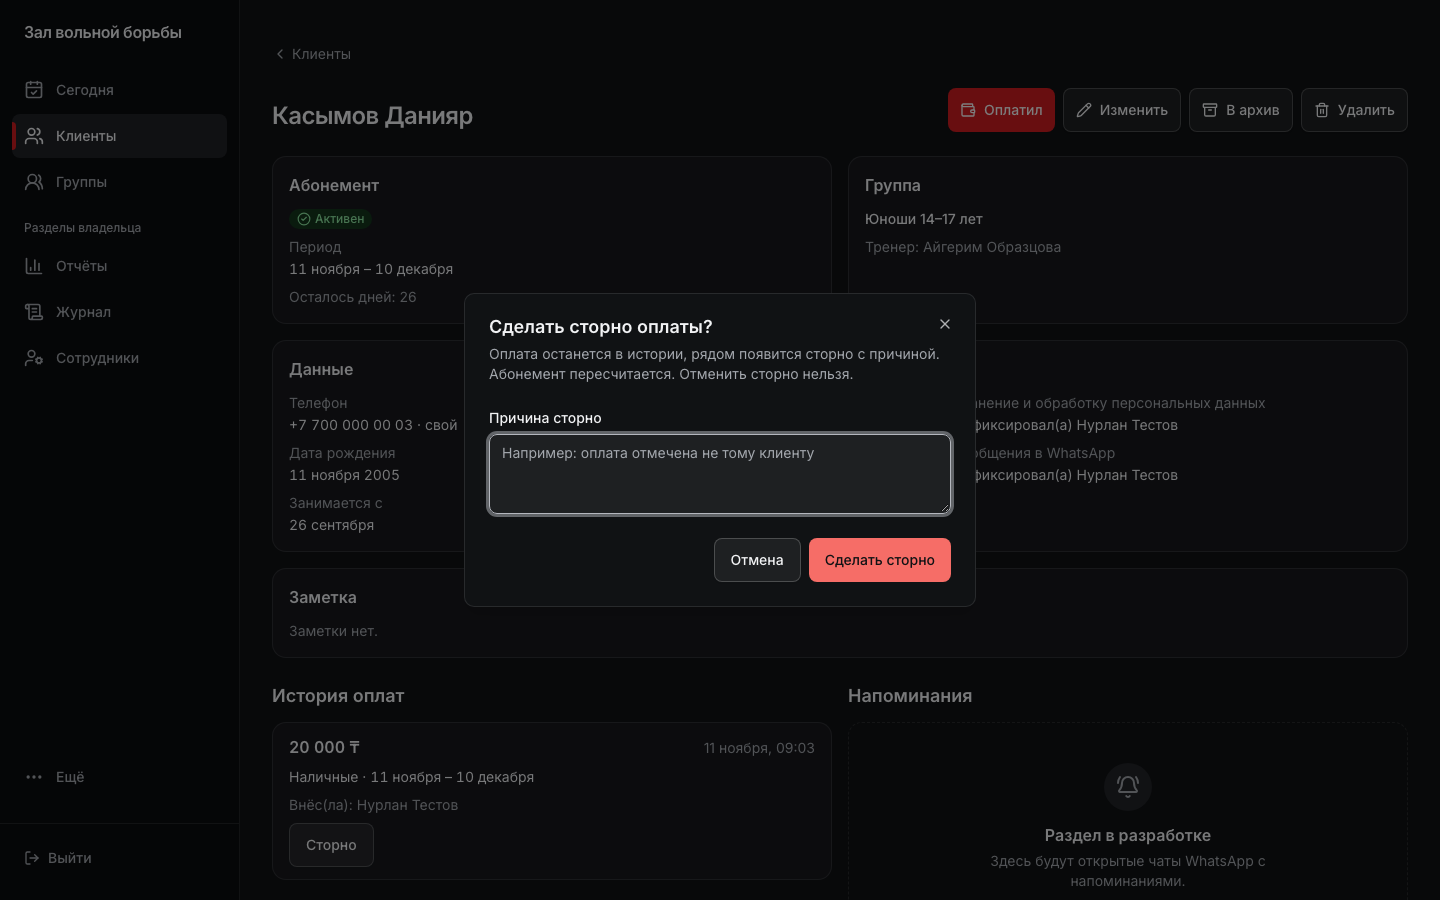 Зал вольной борьбы
Сегодня
Клиенты
Группы
Разделы владельца
Отчёты
Журнал
Сотрудники
Ещё
Выйти
Клиенты
Касымов Данияр
Оплатил
Изменить
В архив
Удалить
Абонемент
Активен
Период
11 ноября – 10 декабря
Осталось дней: 26
Группа
Юноши 14–17 лет
Тренер: Айгерим Образцова
Данные
Телефон
+7 700 000 00 03 · свой
Дата рождения
11 ноября 2005
Занимается с
26 сентября
и обработку персональных данных
Нурлан Тестов
в WhatsApp
Нурлан Тестов
Сделать сторно оплаты?
Оплата останется в истории, рядом появится сторно с причиной.
Абонемент пересчитается. Отменить сторно нельзя.
Причина сторно
Например: оплата отмечена не тому клиенту
Отмена
Сделать сторно
Заметка
Заметки нет.
История оплат
20 000 ₸
11 ноября, 09:03
Наличные · 11 ноября – 10 декабря
Внёс(ла): Нурлан Тестов
Сторно
Напоминания
Раздел в разработке
Здесь будут открытые чаты WhatsApp с
напоминаниями.